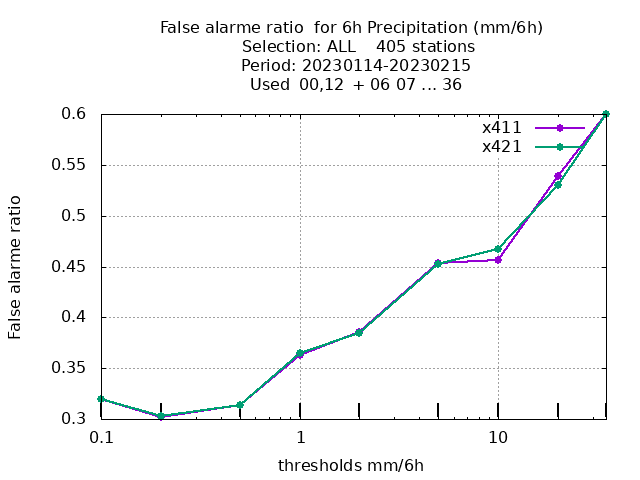 False alarme ratio  for 6h Precipitation (mm/6h)
Selection: ALL    405 stations
Period: 20230114-20230215
Used  00,12  + 06 07 ... 36
x411
x421
0.6
0.55
0.5
0.45
0.4
0.35
0.3
False alarme ratio
0.1
1
10
thresholds mm/6h